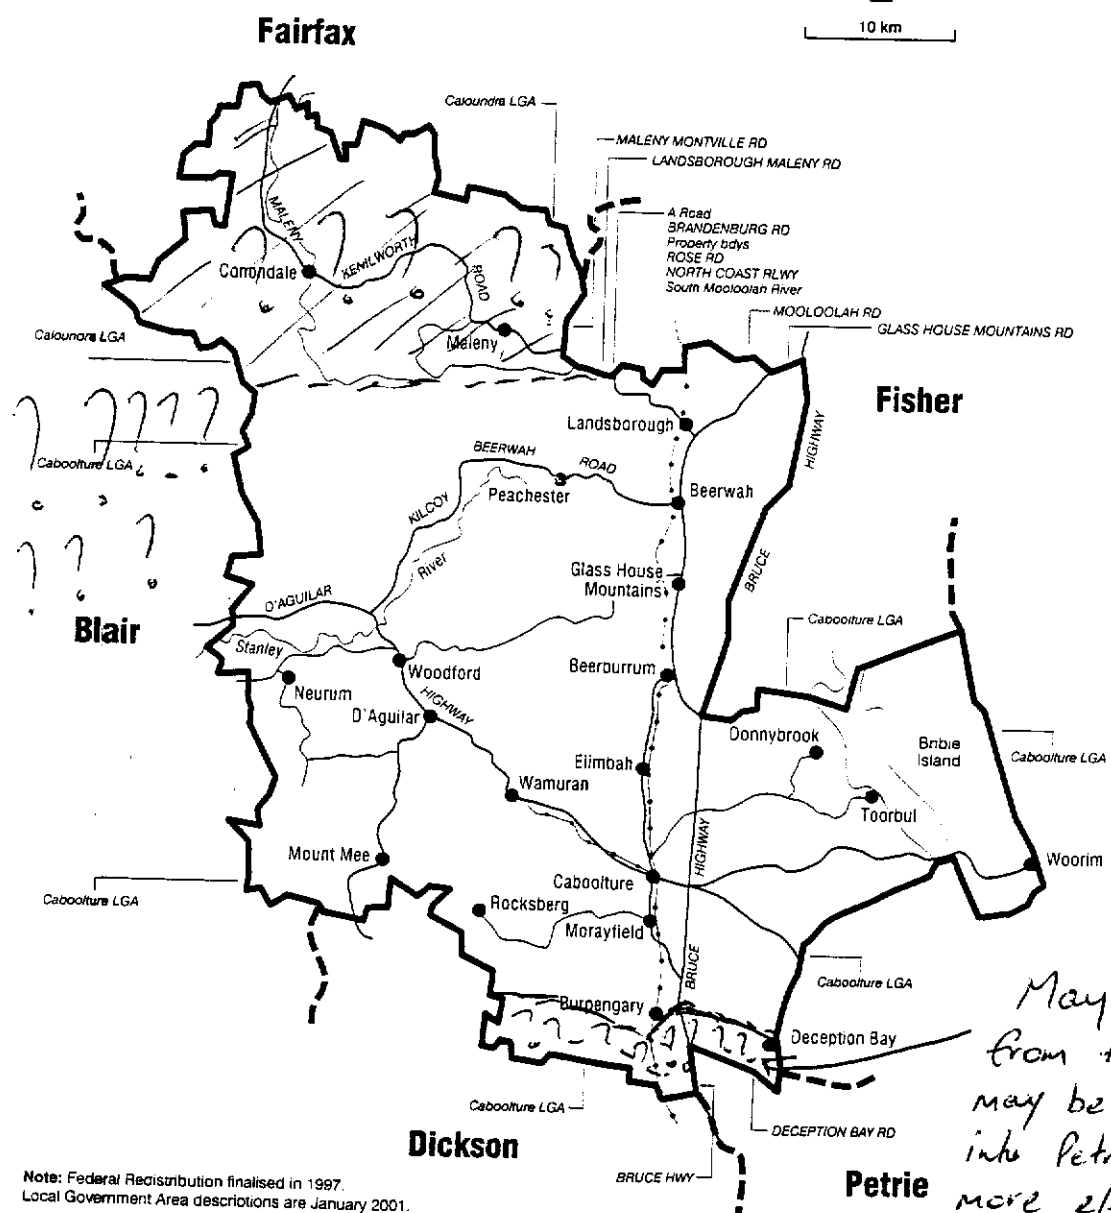 Fairfax
10 km
Caloundra LGA
MALENY MONTVILLE RD
LANDSBOROUGH MALENY RD
A Road
BRANDENBURG RD
Property bdys
ROSE RD
NORTH COAST RLWY
South Mooloolah River
MOOLOOLAH RD
GLASS HOUSE MOUNTAINS RD
MALENY
KENILWORTH
ROAD
Conondale
? ? ? ?
Maleny
Caloundra LGA
Fisher
? ? ? ? ?
Caboolture LGA
Landsborough
HIGHWAY
BEERWAH
ROAD
KILCOY
Peachester
Beerwah
? ? ?
River
Glass House
Mountains
BRUCE
D'AGUILAR
Blair
Stanley
Caboolture LGA
Woodford
Beerburrum
Neurum
HIGHWAY
D'Aguilar
Donnybrook
Bribie
Island
Caboolture LGA
Elimbah
Wamuran
Toorbul
HIGHWAY
Mount Mee
Woorim
Caboolture
Caboolture LGA
Rocksberg
Morayfield
BRUCE
Caboolture LGA
May
Burpengary
Deception Bay
from
may be
Caboolture LGA
DECEPTION BAY RD
into Pet
Dickson
BRUCE HWY
Petrie
more
Note: Federal Redistribution finalised in 1997.
Local Government Area descriptions are January 2001.